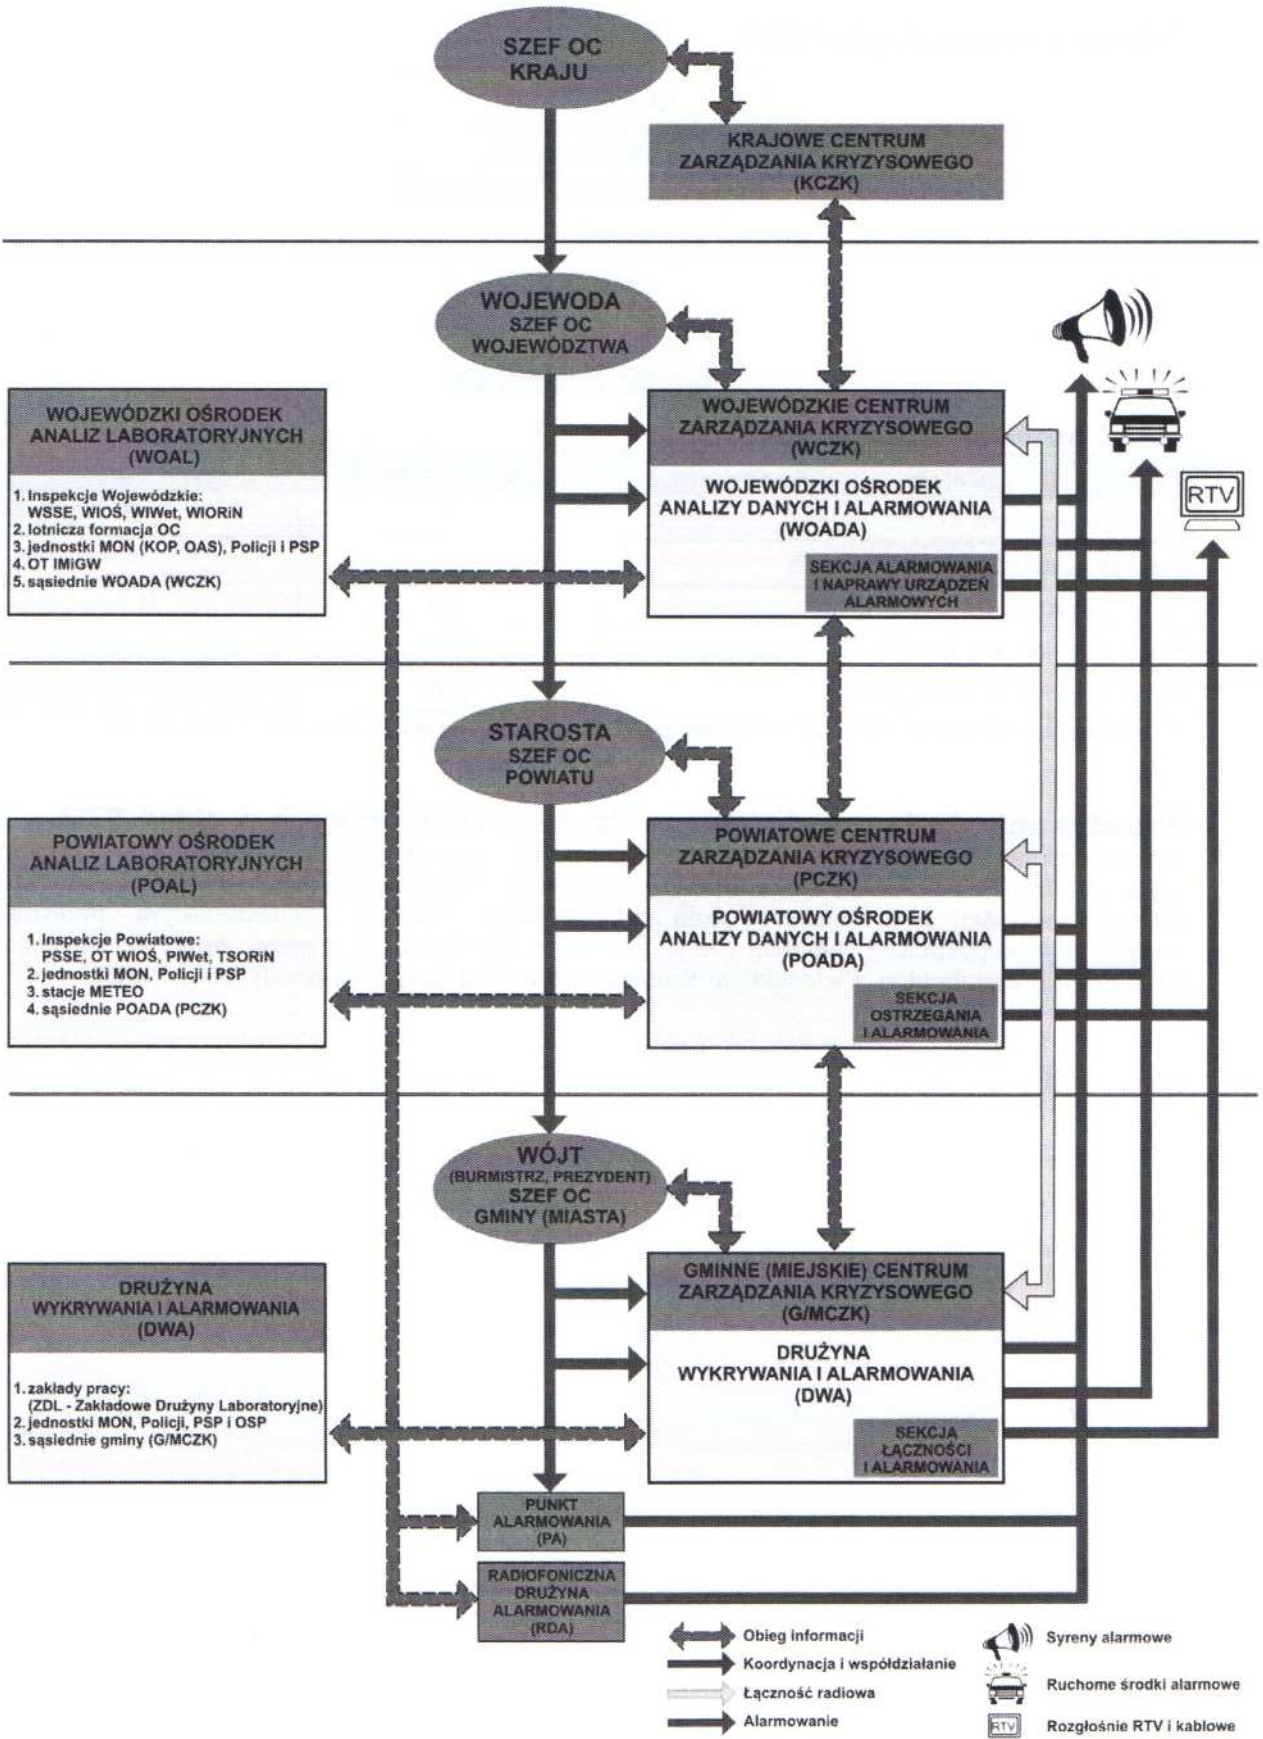 SZEF OC
KRAJU
KRAJOWE CENTRUM
ZARZĄDZANIA KRYZYSOWEGO
(KCZK)
WOJEWODA
SZEF OC
WOJEWÓDZTWA
WOJEWÓDZKI OŚRODEK
ANALIZ LABORATORYJNYCH
(WOAL)
1. Inspekcje Wojewódzkie:
WSSE, WIOŚ, WIWet, WIORiN
2. lotnicza formacja OC
3. jednostki MON (KOP, OAS), Policji i PSP
4. OT IMiGW
5. sąsiednie WOADA (WCZK)
WOJEWÓDZKIE CENTRUM
ZARZĄDZANIA KRYZYSOWEGO
(WCZK)
WOJEWÓDZKI OŚRODEK
ANALIZY DANYCH I ALARMOWANIA
(WOADA)
SEKCJA ALARMOWANIA
I NAPRAWY URZĄDZEŃ
ALARMOWYCH
RTV
STAROSTA
SZEF OC
POWIATU
POWIATOWY OŚRODEK
ANALIZ LABORATORYJNYCH
(POAL)
1. Inspekcje Powiatowe:
PSSE, OT WIOŚ, PIWet, TSORiN
2. jednostki MON, Policji i PSP
3. stacje METEO
4. sąsiednie POADA (PCZK)
POWIATOWE CENTRUM
ZARZĄDZANIA KRYZYSOWEGO
(PCZK)
POWIATOWY OŚRODEK
ANALIZY DANYCH I ALARMOWANIA
(POADA)
SEKCJA
OSTRZEGANIA
I ALARMOWANIA
WÓJT
(BURMISTRZ, PREZYDENT)
SZEF OC
GMINY (MIASTA)
DRUŻYNA
WYKRYWANIA I ALARMOWANIA
(DWA)
1. zakłady pracy:
(ZDL - Zakładowe Drużyny Laboratoryjne)
2. jednostki MON, Policji, PSP i OSP
3. sąsiednie gminy (G/MCZK)
GMINNE (MIEJSKIE) CENTRUM
ZARZĄDZANIA KRYZYSOWEGO
(G/MCZK)
DRUŻYNA
WYKRYWANIA I ALARMOWANIA
(DWA)
SEKCJA
ŁĄCZNOŚCI
I ALARMOWANIA
PUNKT
ALARMOWANIA
(PA)
RADIOFONICZNA
DRUŻYNA
ALARMOWANIA
(RDA)
Obieg informacji
Koordynacja i współdziałanie
Łączność radiowa
Alarmowanie
Syreny alarmowe
Ruchome środki alarmowe
RTV
Rozgłośnie RTV i kablowe